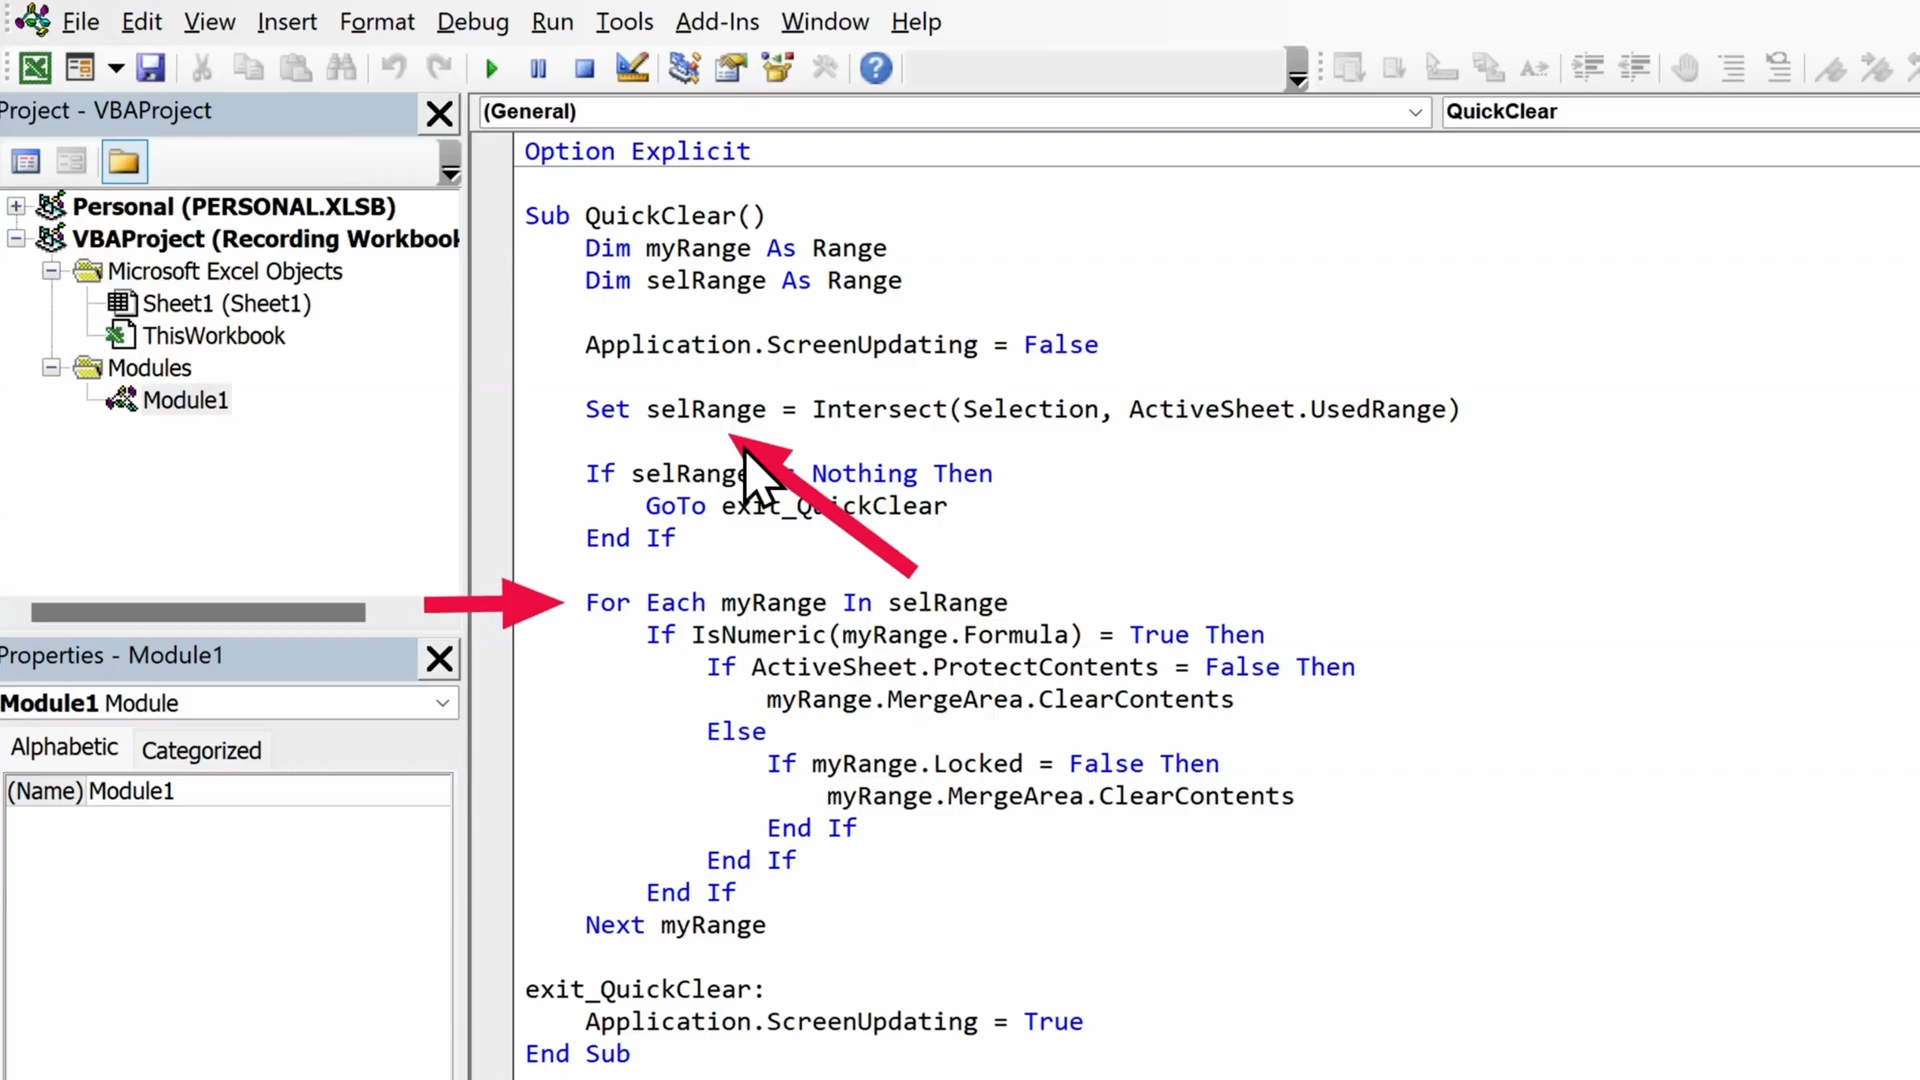 File Edit View Insert Format Debug Run Tools Add-Ins Window Help
Project - VBAProject
(General)
QuickClear
Personal (PERSONAL.XLSB)
VBAProject (Recording Workbook
Microsoft Excel Objects
Sheet1 (Sheet1)
ThisWorkbook
Modules
Module1
Properties - Module1
Module1 Module
Alphabetic Categorized
(Name) Module1
Option Explicit
Sub QuickClear()
Dim myRange As Range
Dim selRange As Range
Application.ScreenUpdating = False
Set selRange = Intersect(Selection, ActiveSheet.UsedRange)
If selRange Nothing Then
GoTo exit_QuickClear
End If
For Each myRange In selRange
If IsNumeric(myRange.Formula) = True Then
If ActiveSheet.ProtectContents = False Then
myRange.MergeArea.ClearContents
Else
If myRange.Locked = False Then
myRange.MergeArea.ClearContents
End If
End If
End If
Next myRange
exit_QuickClear:
Application.ScreenUpdating = True
End Sub